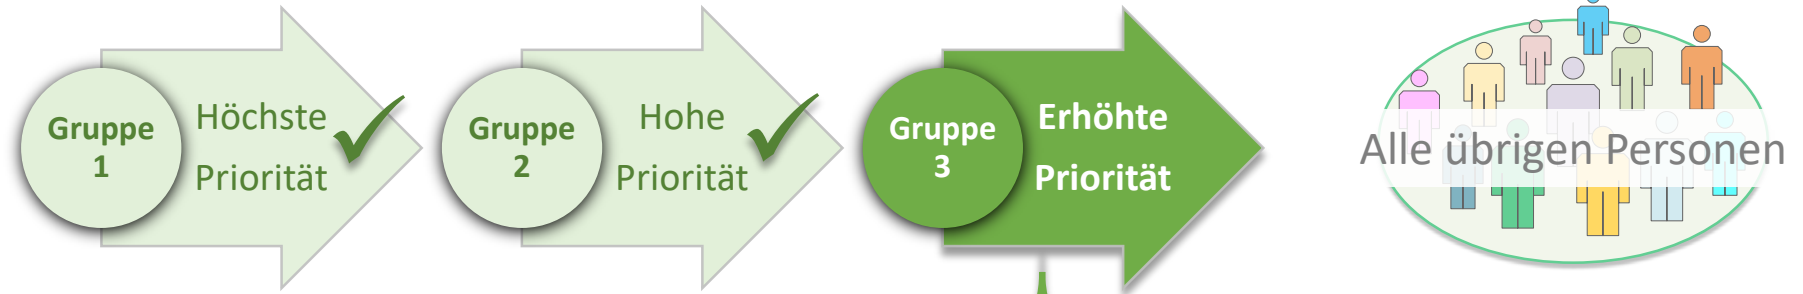 Gruppe
1
Höchste
Priorität
Gruppe
2
Hohe
Priorität
Gruppe
3
Erhöhte
Priorität
Alle übrigen Personen